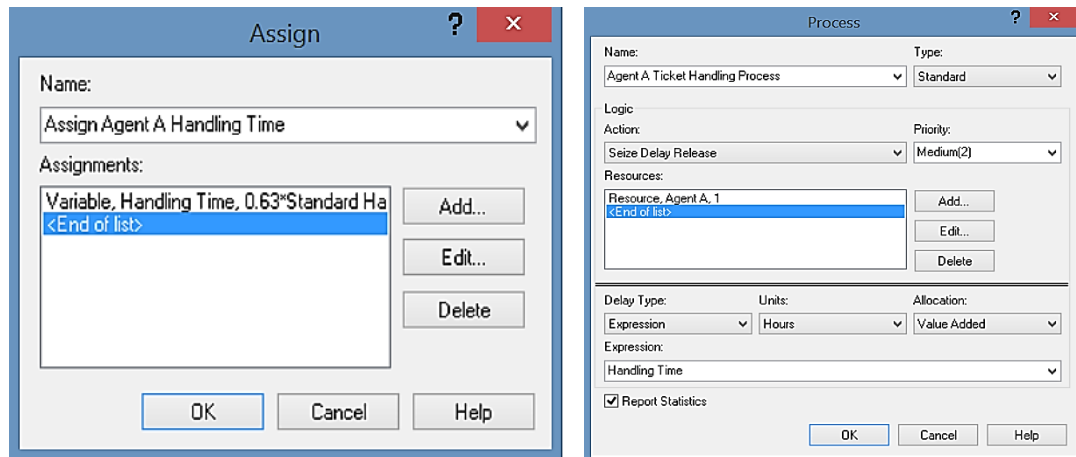 Assign
?
×
Name:
Assign Agent A Handling Time
Assignments:
Variable, Handling Time, 0.63*Standard Ha
<End of list>
Add...
Edit...
Delete
OK
Cancel
Help
Process
?
×
Name:
Type:
Agent A Ticket Handling Process
Standard
Logic
Action:
Priority:
Seize Delay Release
Medium(2)
Resources:
Resource, Agent A, 1
<End of list>
Add...
Edit...
Delete
Delay Type:
Units:
Allocation:
Expression
Hours
Value Added
Expression:
Handling Time
Report Statistics
OK
Cancel
Help